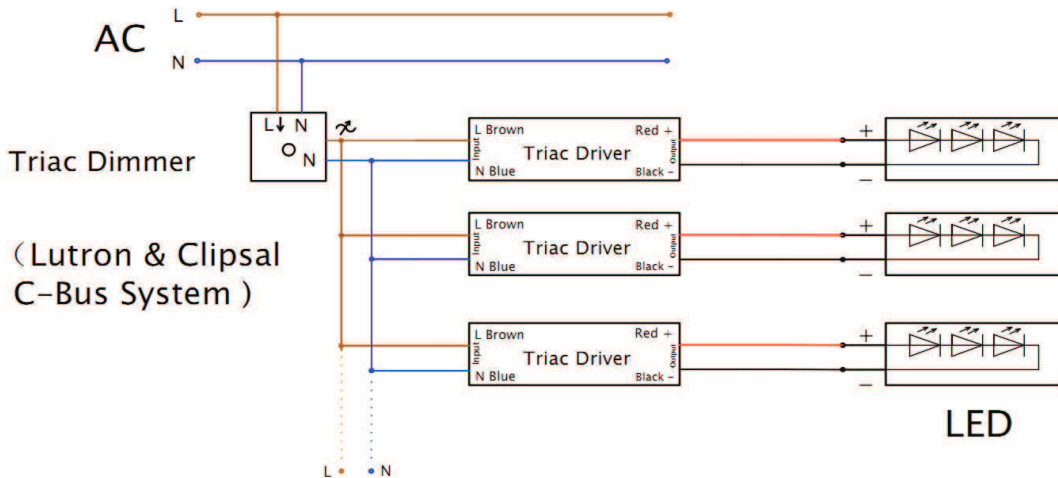 L
AC
N
L↓ N
N
Triac Dimmer
（Lutron & Clipsal
C-Bus System )
L Brown
Red +
Input
Triac Driver
Output
N Blue
Black -
+
−
L Brown
Red +
Input
Triac Driver
Output
N Blue
Black -
+
−
L Brown
Red +
Input
Triac Driver
Output
N Blue
Black -
+
−
LED
L
N